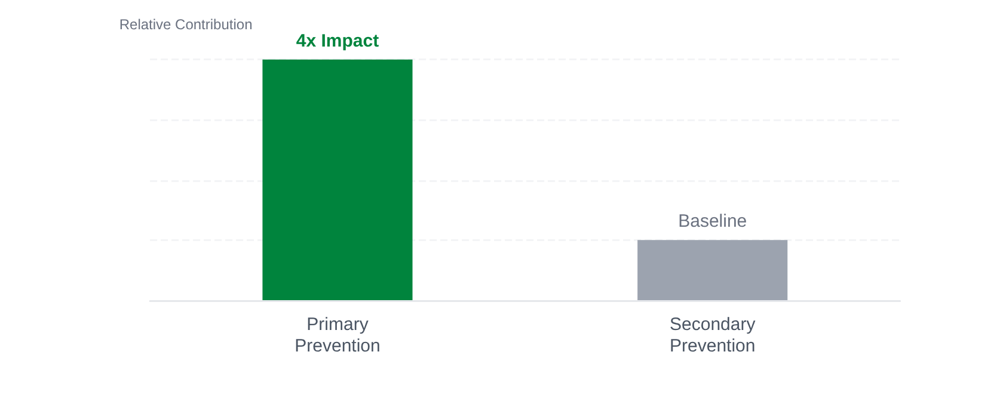 Relative Contribution
4x Impact
Baseline
Primary
Prevention
Secondary
Prevention